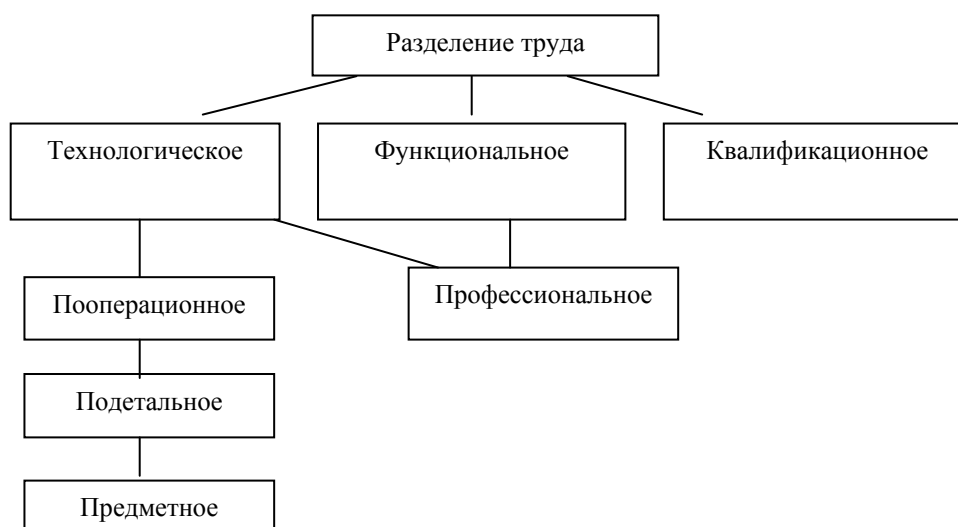 Разделение труда
Технологическое
Функциональное
Квалификационное
Пооперационное
Профессиональное
Подетальное
Предметное